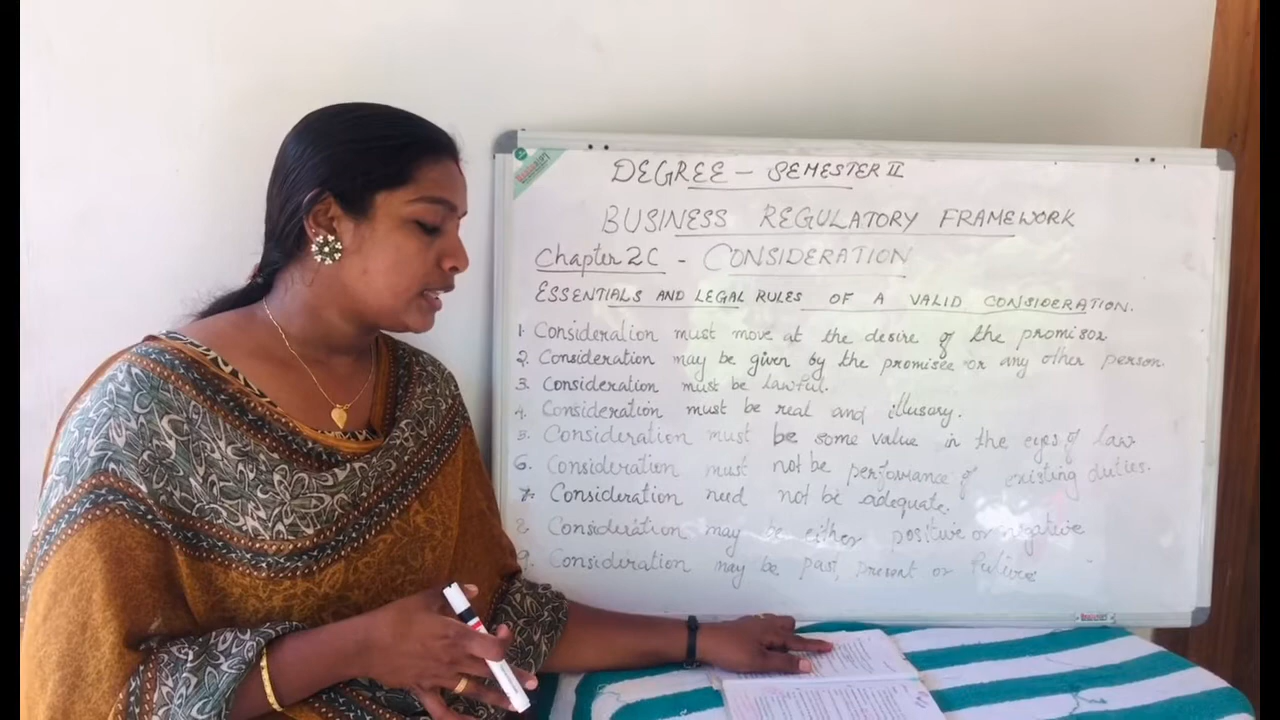 DEGREE - SEMESTER II
BUSINESS REGULATORY FRAMEWORK
Chapter 2C - CONSIDERATION
ESSENTIALS AND LEGAL RULES OF A VALID CONSIDERATION.
1. Consideration must move at the desire of the promisor
2. Consideration may be given by the promisee or any other person.
3. Consideration must be lawful.
4. Consideration must be real and illusory.
5. Consideration must be some value in the eyes of law
6. Consideration must not be performance of existing duties.
7. Consideration need not be adequate.
8. Consideration may be either positive or negative
9. Consideration may be past, present or future